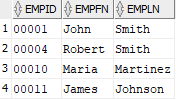 EMPID EMPFN EMPLN
1 00001 John Smith
2 00004 Robert Smith
3 00010 Maria Martinez
4 00011 James Johnson